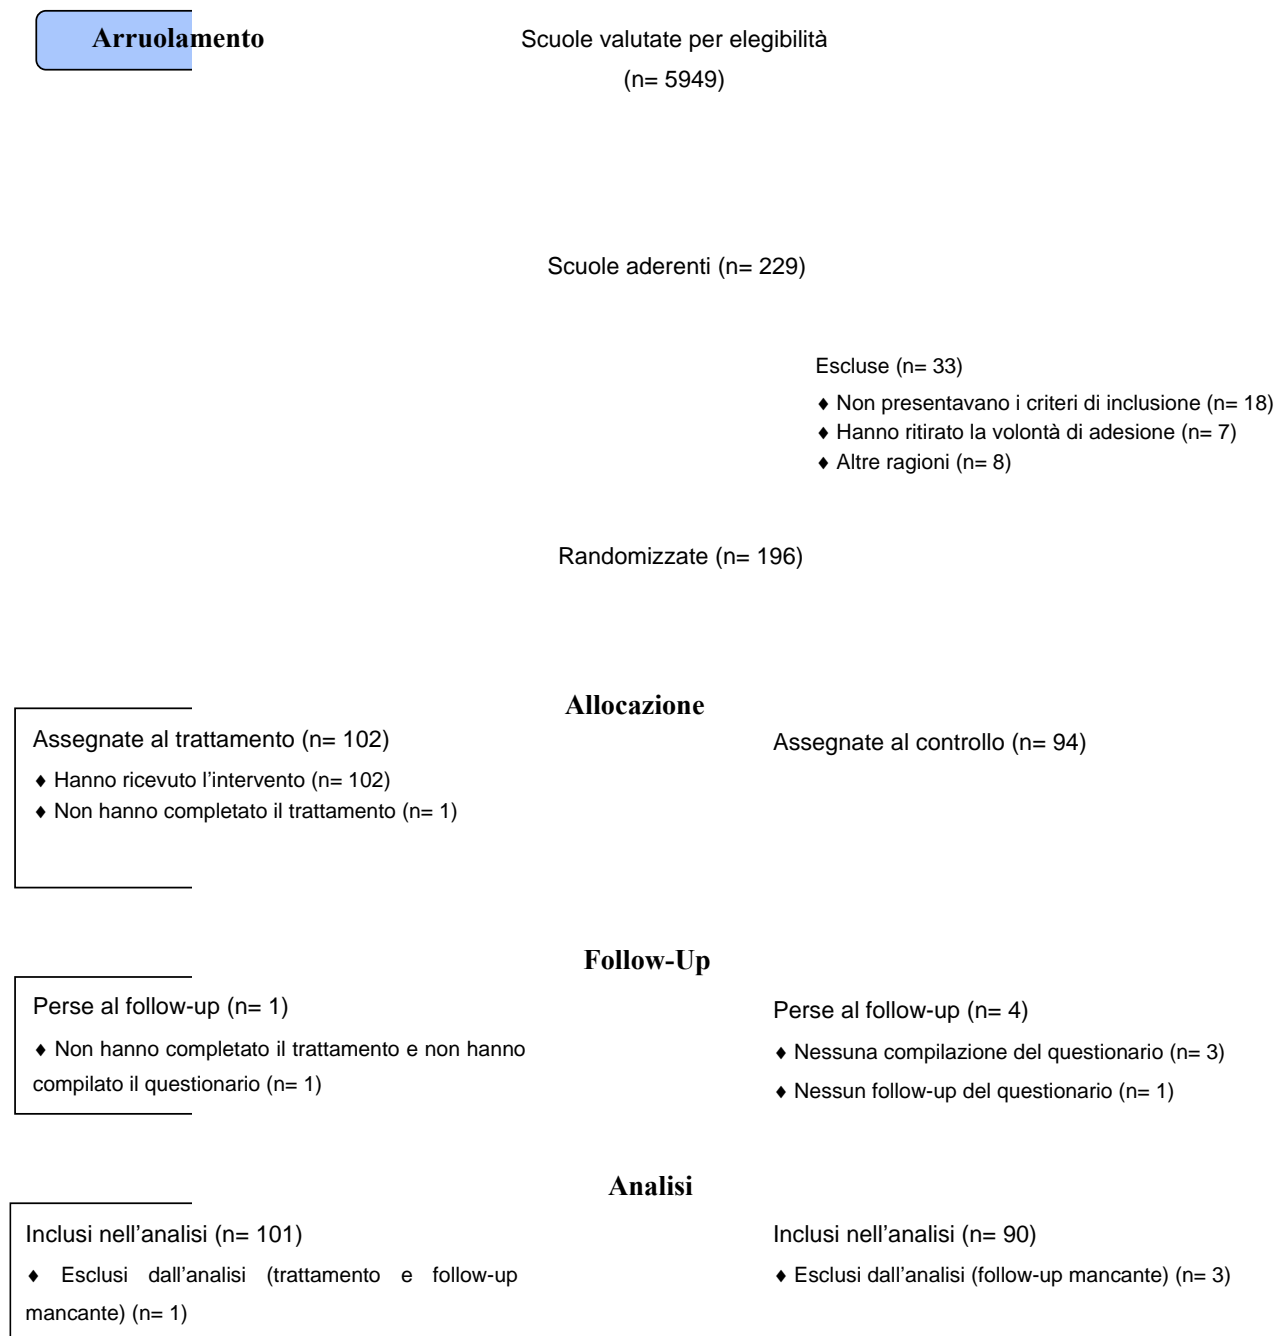 Arruolamento
Scuole valutate per elegibilità
(n= 5949)
Scuole aderenti (n= 229)
Escluse (n= 33)
♦ Non presentavano i criteri di inclusione (n= 18)
♦ Hanno ritirato la volontà di adesione (n= 7)
♦ Altre ragioni (n= 8)
Randomizzate (n= 196)
Allocazione
Assegnate al trattamento (n= 102)
♦ Hanno ricevuto l'intervento (n= 102)
♦ Non hanno completato il trattamento (n= 1)
Assegnate al controllo (n= 94)
Follow-Up
Perse al follow-up (n= 1)
♦ Non hanno completato il trattamento e non hanno
compilato il questionario (n= 1)
Perse al follow-up (n= 4)
♦ Nessuna compilazione del questionario (n= 3)
♦ Nessun follow-up del questionario (n= 1)
Analisi
Inclusi nell'analisi (n= 101)
♦ Esclusi dall'analisi (trattamento e follow-up
mancante) (n= 1)
Inclusi nell'analisi (n= 90)
♦ Esclusi dall'analisi (follow-up mancante) (n= 3)